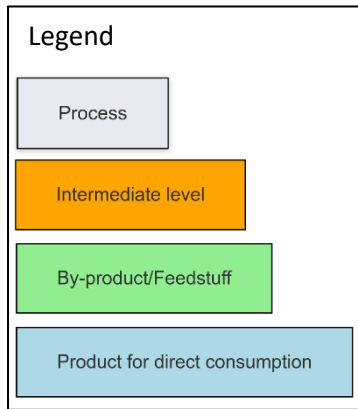 Legend
Process
Intermediate level
By-product/Feedstuff
Product for direct consumption